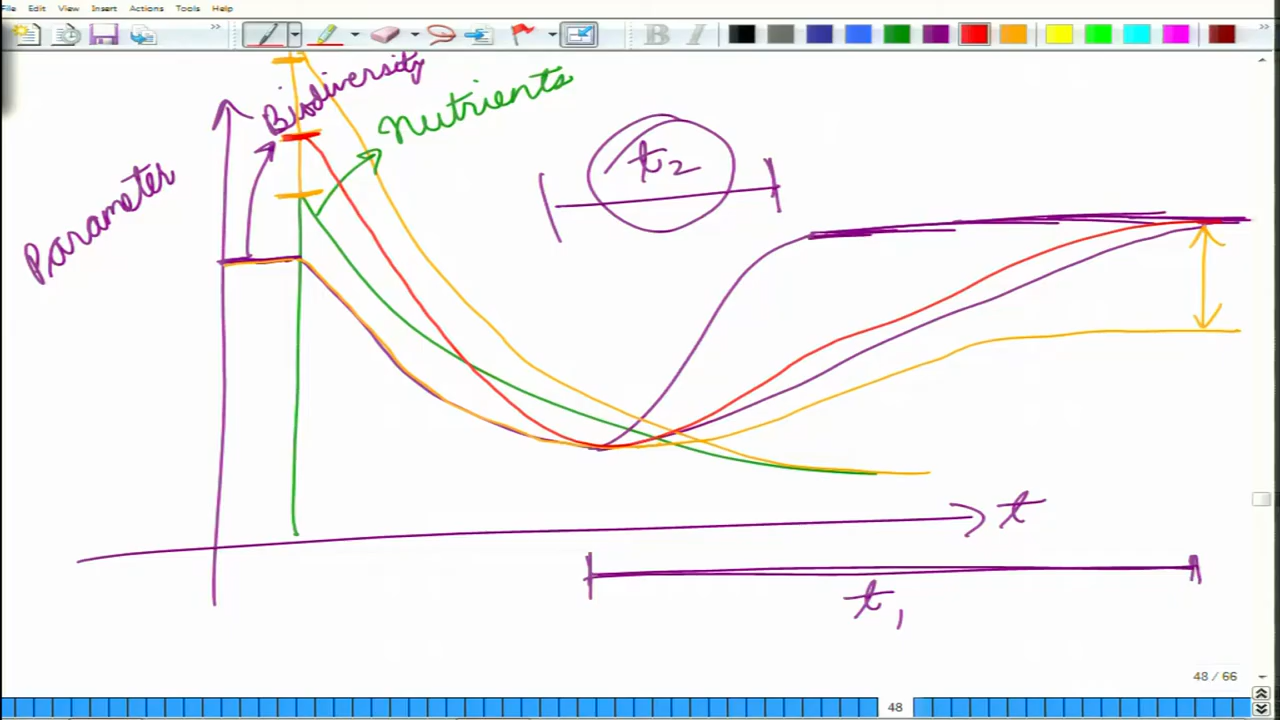 File Edit View Insert Actions Tools Help
Biodiversity
Nutrients
Parameter
t2
t
t1
48 / 66
48